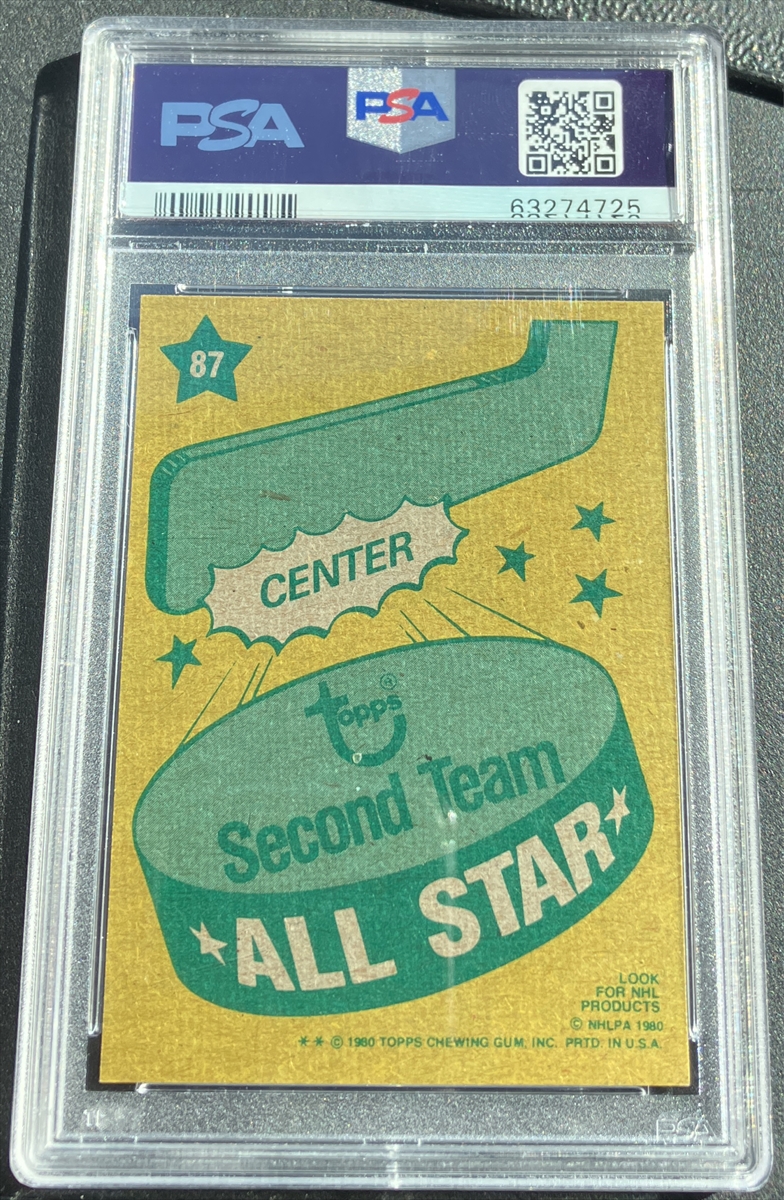 PSA
PSA
63274725
87
CENTER
topps ®
Second Team
ALL STAR
LOOK
FOR NHL
PRODUCTS
© NHLPA 1980
** © 1980 TOPPS CHEWING GUM, INC. PRTD. IN U.S.A.
PSA